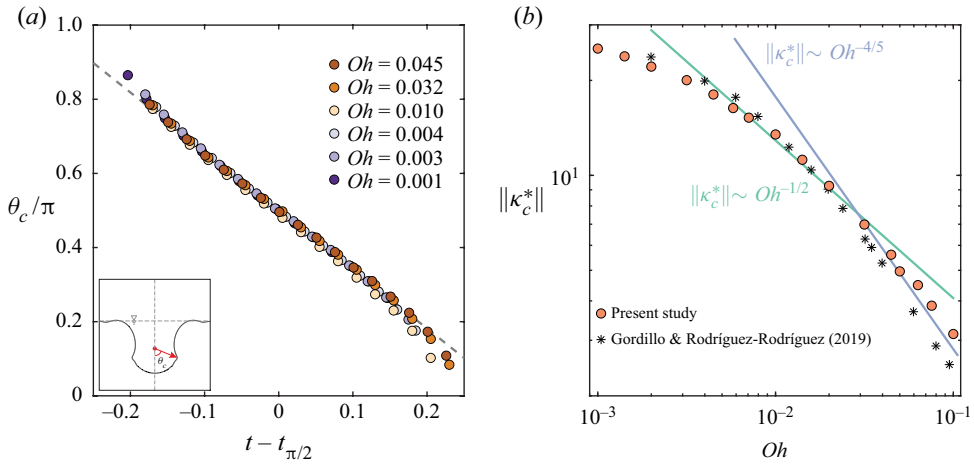 (a)
1.0
0.8
0.6
0.4
0.2
0
θc/π
−0.2
−0.1
0
0.1
0.2
t − tπ/2
Oh = 0.045
Oh = 0.032
Oh = 0.010
Oh = 0.004
Oh = 0.003
Oh = 0.001
θc
(b)
||κc*||
10¹
||κc*||∼ Oh−4/5
||κc*||∼ Oh−1/2
Present study
Gordillo & Rodríguez-Rodríguez (2019)
10−3
10−2
10−1
Oh